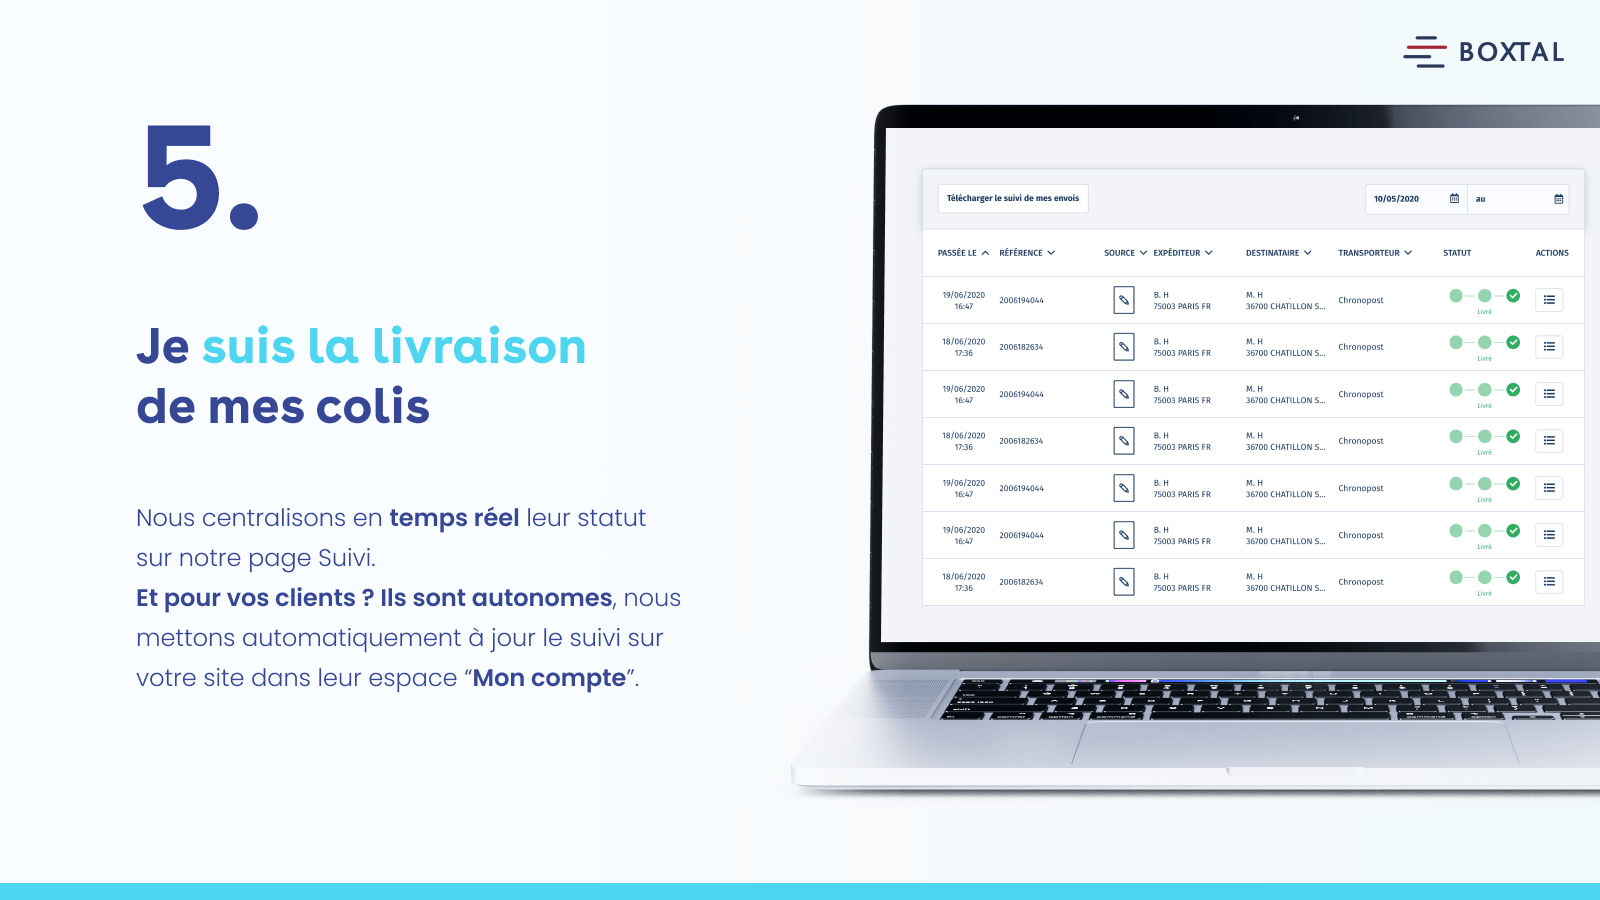 BOXTAL
5.
Je suis la livraison
de mes colis
Nous centralisons en temps réel leur statut
sur notre page Suivi.
Et pour vos clients ? Ils sont autonomes, nous
mettons automatiquement à jour le suivi sur
votre site dans leur espace “Mon compte”.
Télécharger le suivi de mes envois 10/05/2020 au
PASSÉE LE RÉFÉRENCE SOURCE EXPÉDITEUR DESTINATAIRE TRANSPORTEUR STATUT ACTIONS
19/06/2020 B. H M. H
2006194044 Chronopost
16:47 75003 PARIS FR 36700 CHATILLON S...
Livré
18/06/2020 B. H M. H
2006182634 Chronopost
17:36 75003 PARIS FR 36700 CHATILLON S...
Livré
19/06/2020 B. H M. H
2006194044 Chronopost
16:47 75003 PARIS FR 36700 CHATILLON S...
Livré
18/06/2020 B. H M. H
2006182634 Chronopost
17:36 75003 PARIS FR 36700 CHATILLON S...
Livré
19/06/2020 B. H M. H
2006194044 Chronopost
16:47 75003 PARIS FR 36700 CHATILLON S...
Livré
19/06/2020 B. H M. H
2006194044 Chronopost
16:47 75003 PARIS FR 36700 CHATILLON S...
Livré
18/06/2020 B. H M. H
2006182634 Chronopost
17:36 75003 PARIS FR 36700 CHATILLON S...
Livré